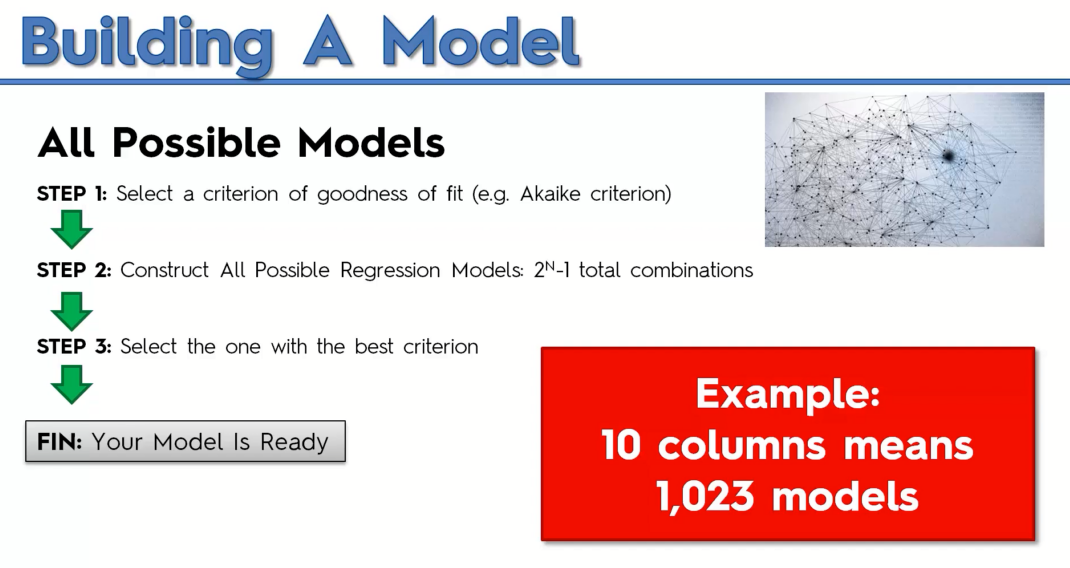 Building A Model
All Possible Models
STEP 1: Select a criterion of goodness of fit (e.g. Akaike criterion)
STEP 2: Construct All Possible Regression Models: 2ᴺ-1 total combinations
STEP 3: Select the one with the best criterion
FIN: Your Model Is Ready
Example:
10 columns means
1,023 models